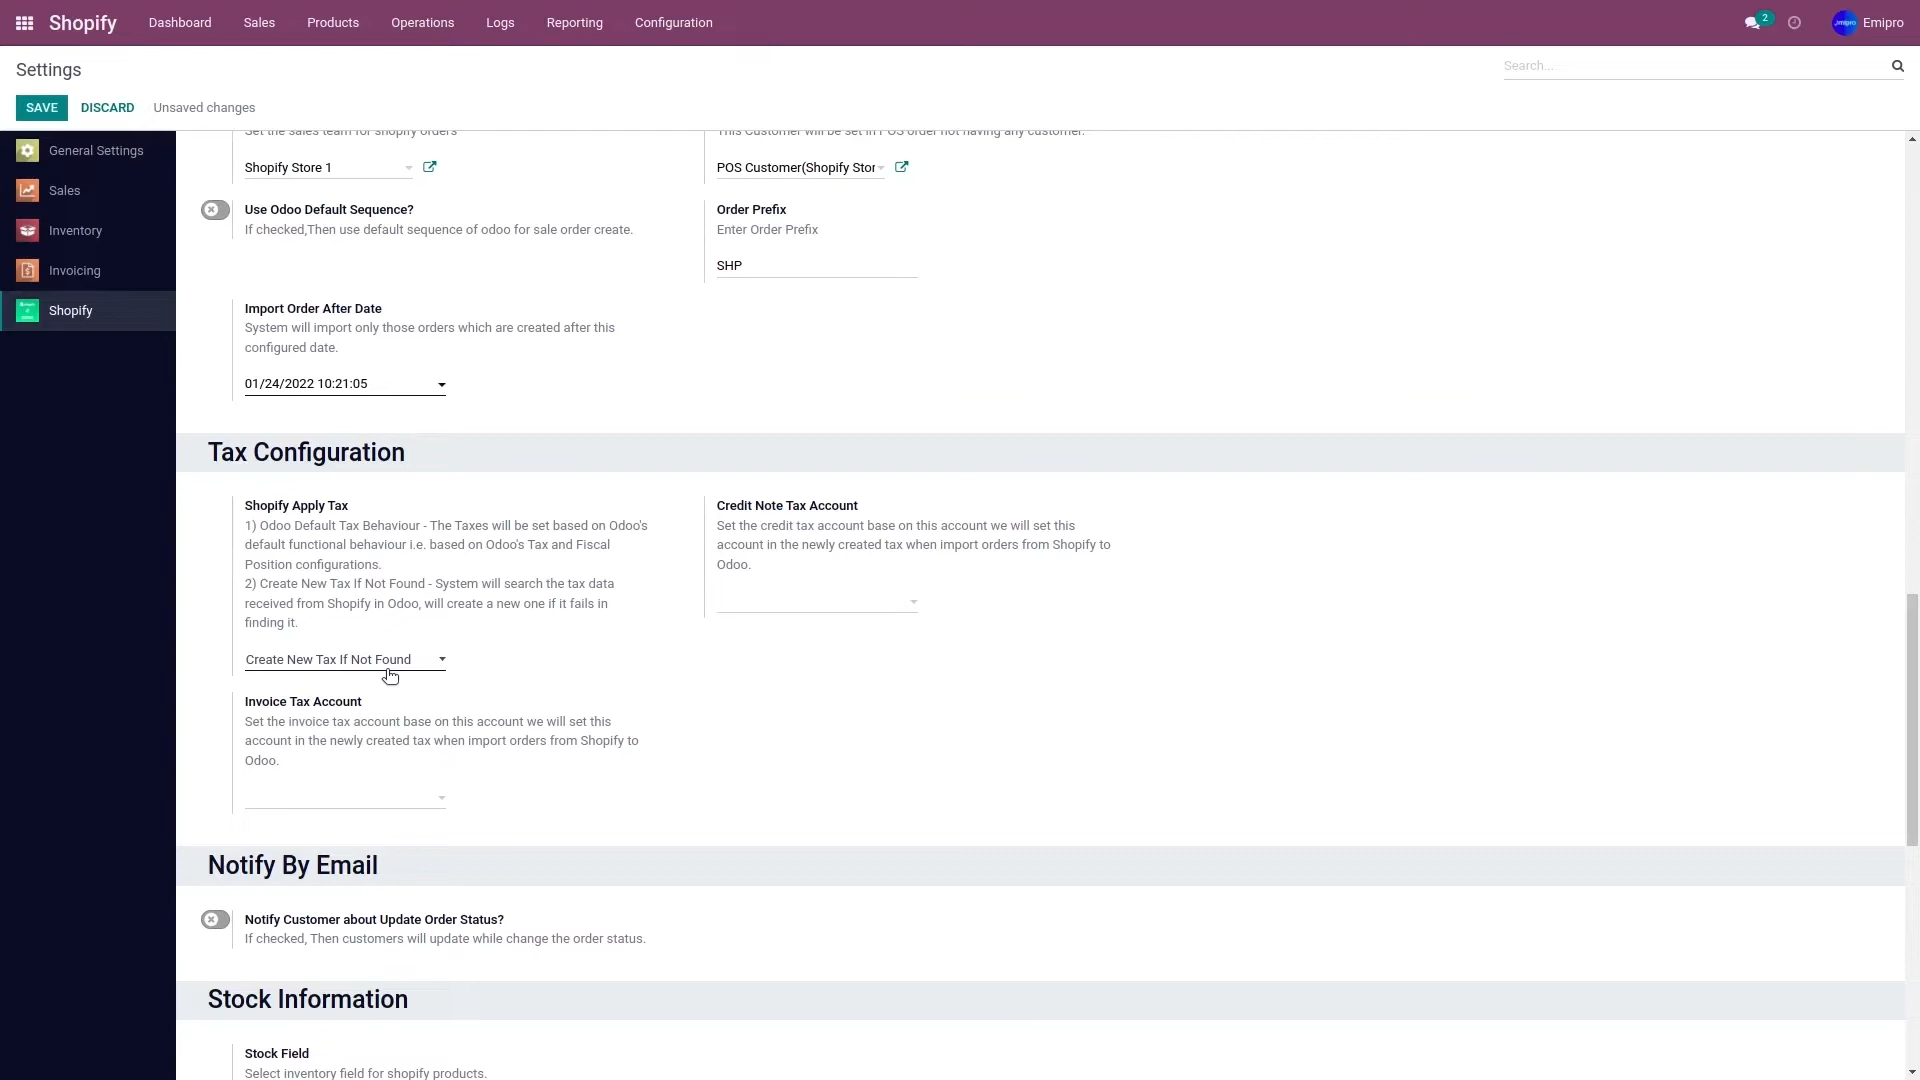 Shopify Dashboard Sales Products Operations Logs Reporting Configuration 2 Emipro
Settings Search...
SAVE DISCARD Unsaved changes
General Settings
Sales
Inventory
Invoicing
Shopify
Set the sales team for shopify orders
This Customer will be set in POS order not having any customer.
Shopify Store 1
POS Customer(Shopify Stor
Use Odoo Default Sequence?
If checked,Then use default sequence of odoo for sale order create.
Order Prefix
Enter Order Prefix
SHP
Import Order After Date
System will import only those orders which are created after this
configured date.
01/24/2022 10:21:05
Tax Configuration
Shopify Apply Tax
1) Odoo Default Tax Behaviour - The Taxes will be set based on Odoo's
default functional behaviour i.e. based on Odoo's Tax and Fiscal
Position configurations.
2) Create New Tax If Not Found - System will search the tax data
received from Shopify in Odoo, will create a new one if it fails in
finding it.
Create New Tax If Not Found
Credit Note Tax Account
Set the credit tax account base on this account we will set this
account in the newly created tax when import orders from Shopify to
Odoo.
Invoice Tax Account
Set the invoice tax account base on this account we will set this
account in the newly created tax when import orders from Shopify to
Odoo.
Notify By Email
Notify Customer about Update Order Status?
If checked, Then customers will update while change the order status.
Stock Information
Stock Field
Select inventory field for shopify products.